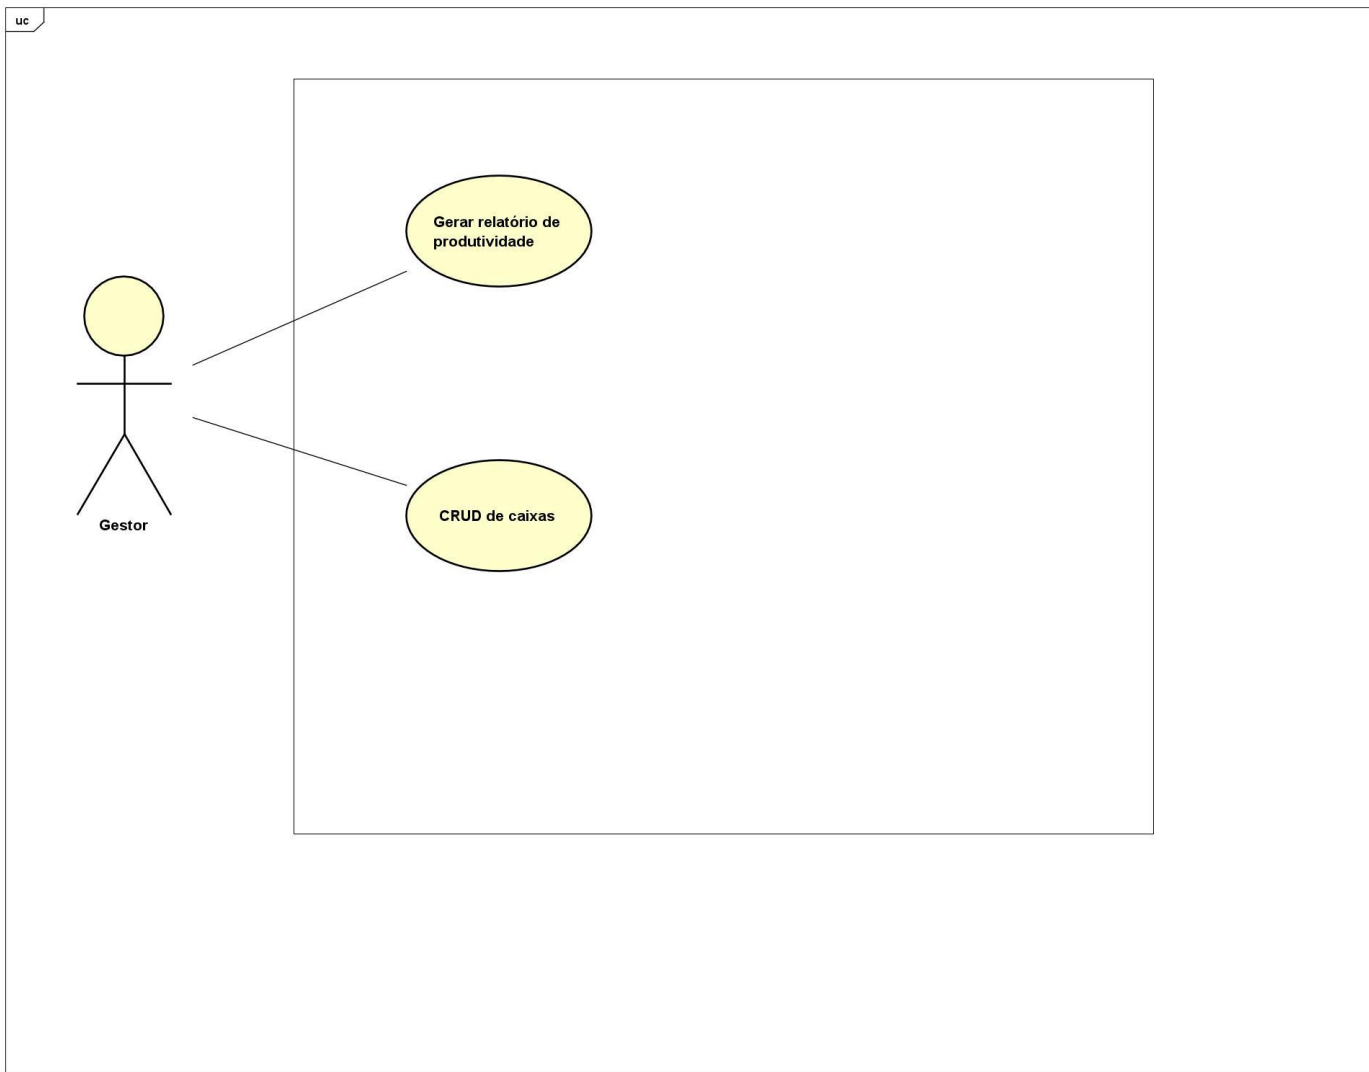 uc
Gerar relatório de
produtividade
CRUD de caixas
Gestor